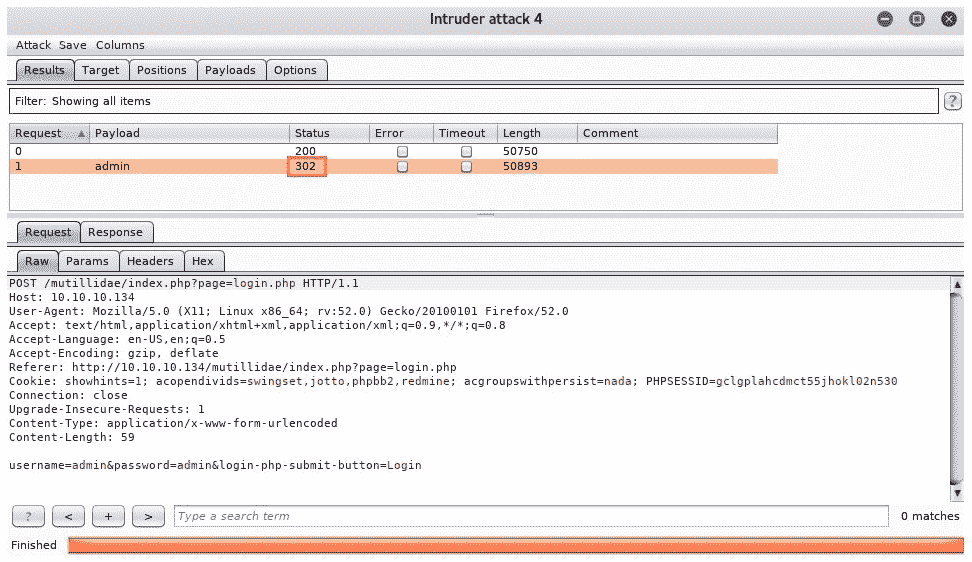 Intruder attack 4
Attack Save Columns
Results Target Positions Payloads Options
Filter: Showing all items ?
Request Payload Status Error Timeout Length Comment
0 200 50750
1 admin 302 50893
Request Response
Raw Params Headers Hex
POST /mutillidae/index.php?page=login.php HTTP/1.1
Host: 10.10.10.134
User-Agent: Mozilla/5.0 (X11; Linux x86_64; rv:52.0) Gecko/20100101 Firefox/52.0
Accept: text/html,application/xhtml+xml,application/xml;q=0.9,*/*;q=0.8
Accept-Language: en-US,en;q=0.5
Accept-Encoding: gzip, deflate
Referer: http://10.10.10.134/mutillidae/index.php?page=login.php
Cookie: showhints=1; acopendivids=swingset,jotto,phpbb2,redmine; acgroupswithpersist=nada; PHPSESSID=gclgplahcdmct55jhokl02n530
Connection: close
Upgrade-Insecure-Requests: 1
Content-Type: application/x-www-form-urlencoded
Content-Length: 59
username=admin&password=admin&login-php-submit-button=Login
? < + > Type a search term 0 matches
Finished